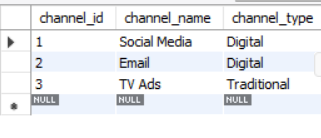 channel_id channel_name channel_type
1 Social Media Digital
2 Email Digital
3 TV Ads Traditional
NULL NULL NULL